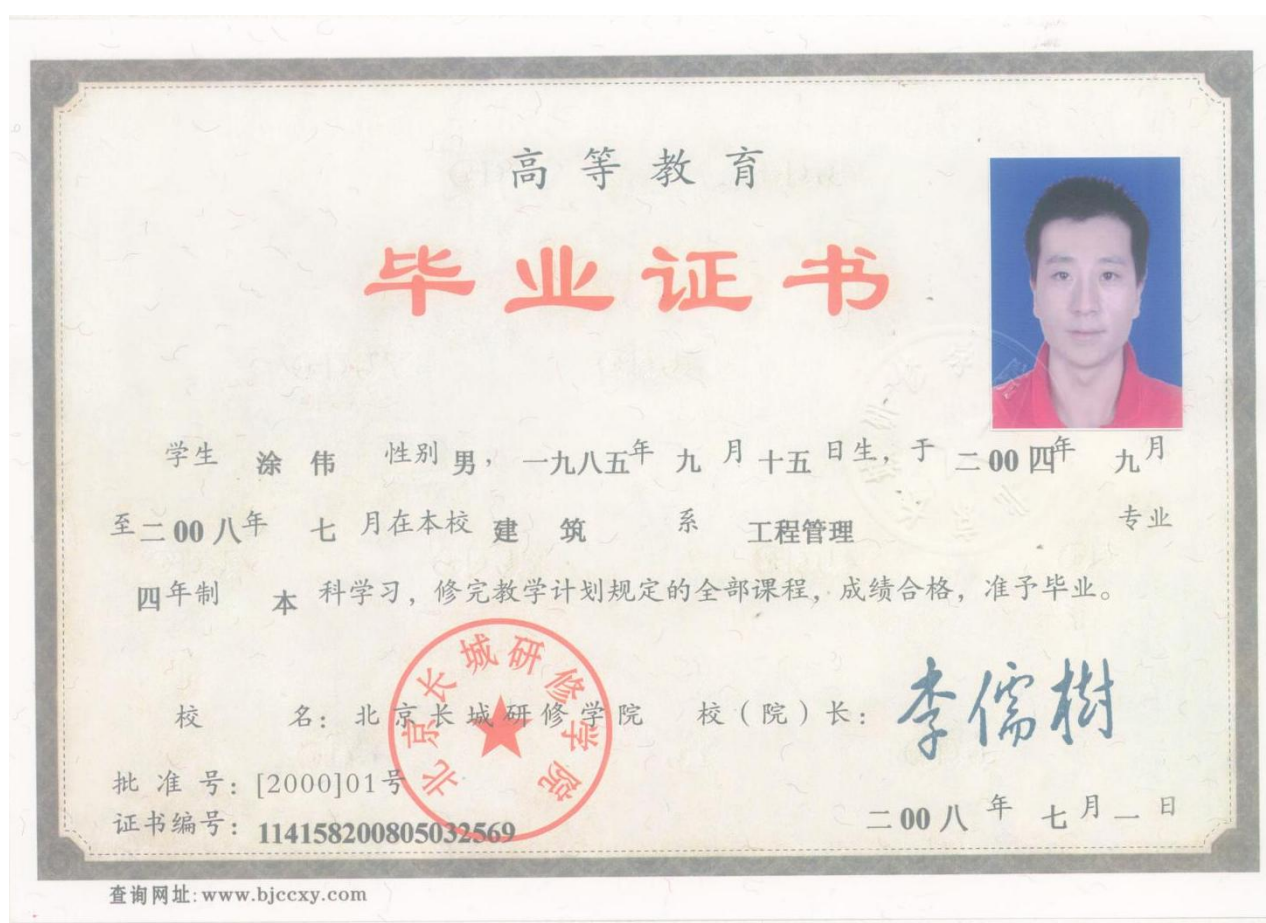 高等教育
毕业证书
学生 涂 伟 性别 男，一九八五年 九 月 十五 日生，于 二00四年 九月
至二00八年 七 月在本校 建 筑 系 工程管理 专业
四年制 本 科学习，修完教学计划规定的全部课程，成绩合格，准予毕业。
校 名：北京长城研修学院 校（院）长：李儒樹
北京长城研修学院
批 准 号：[2000]01号
证书编号：114158200805032569
二00八 年 七月一 日
查询网址:www.bjccxy.com